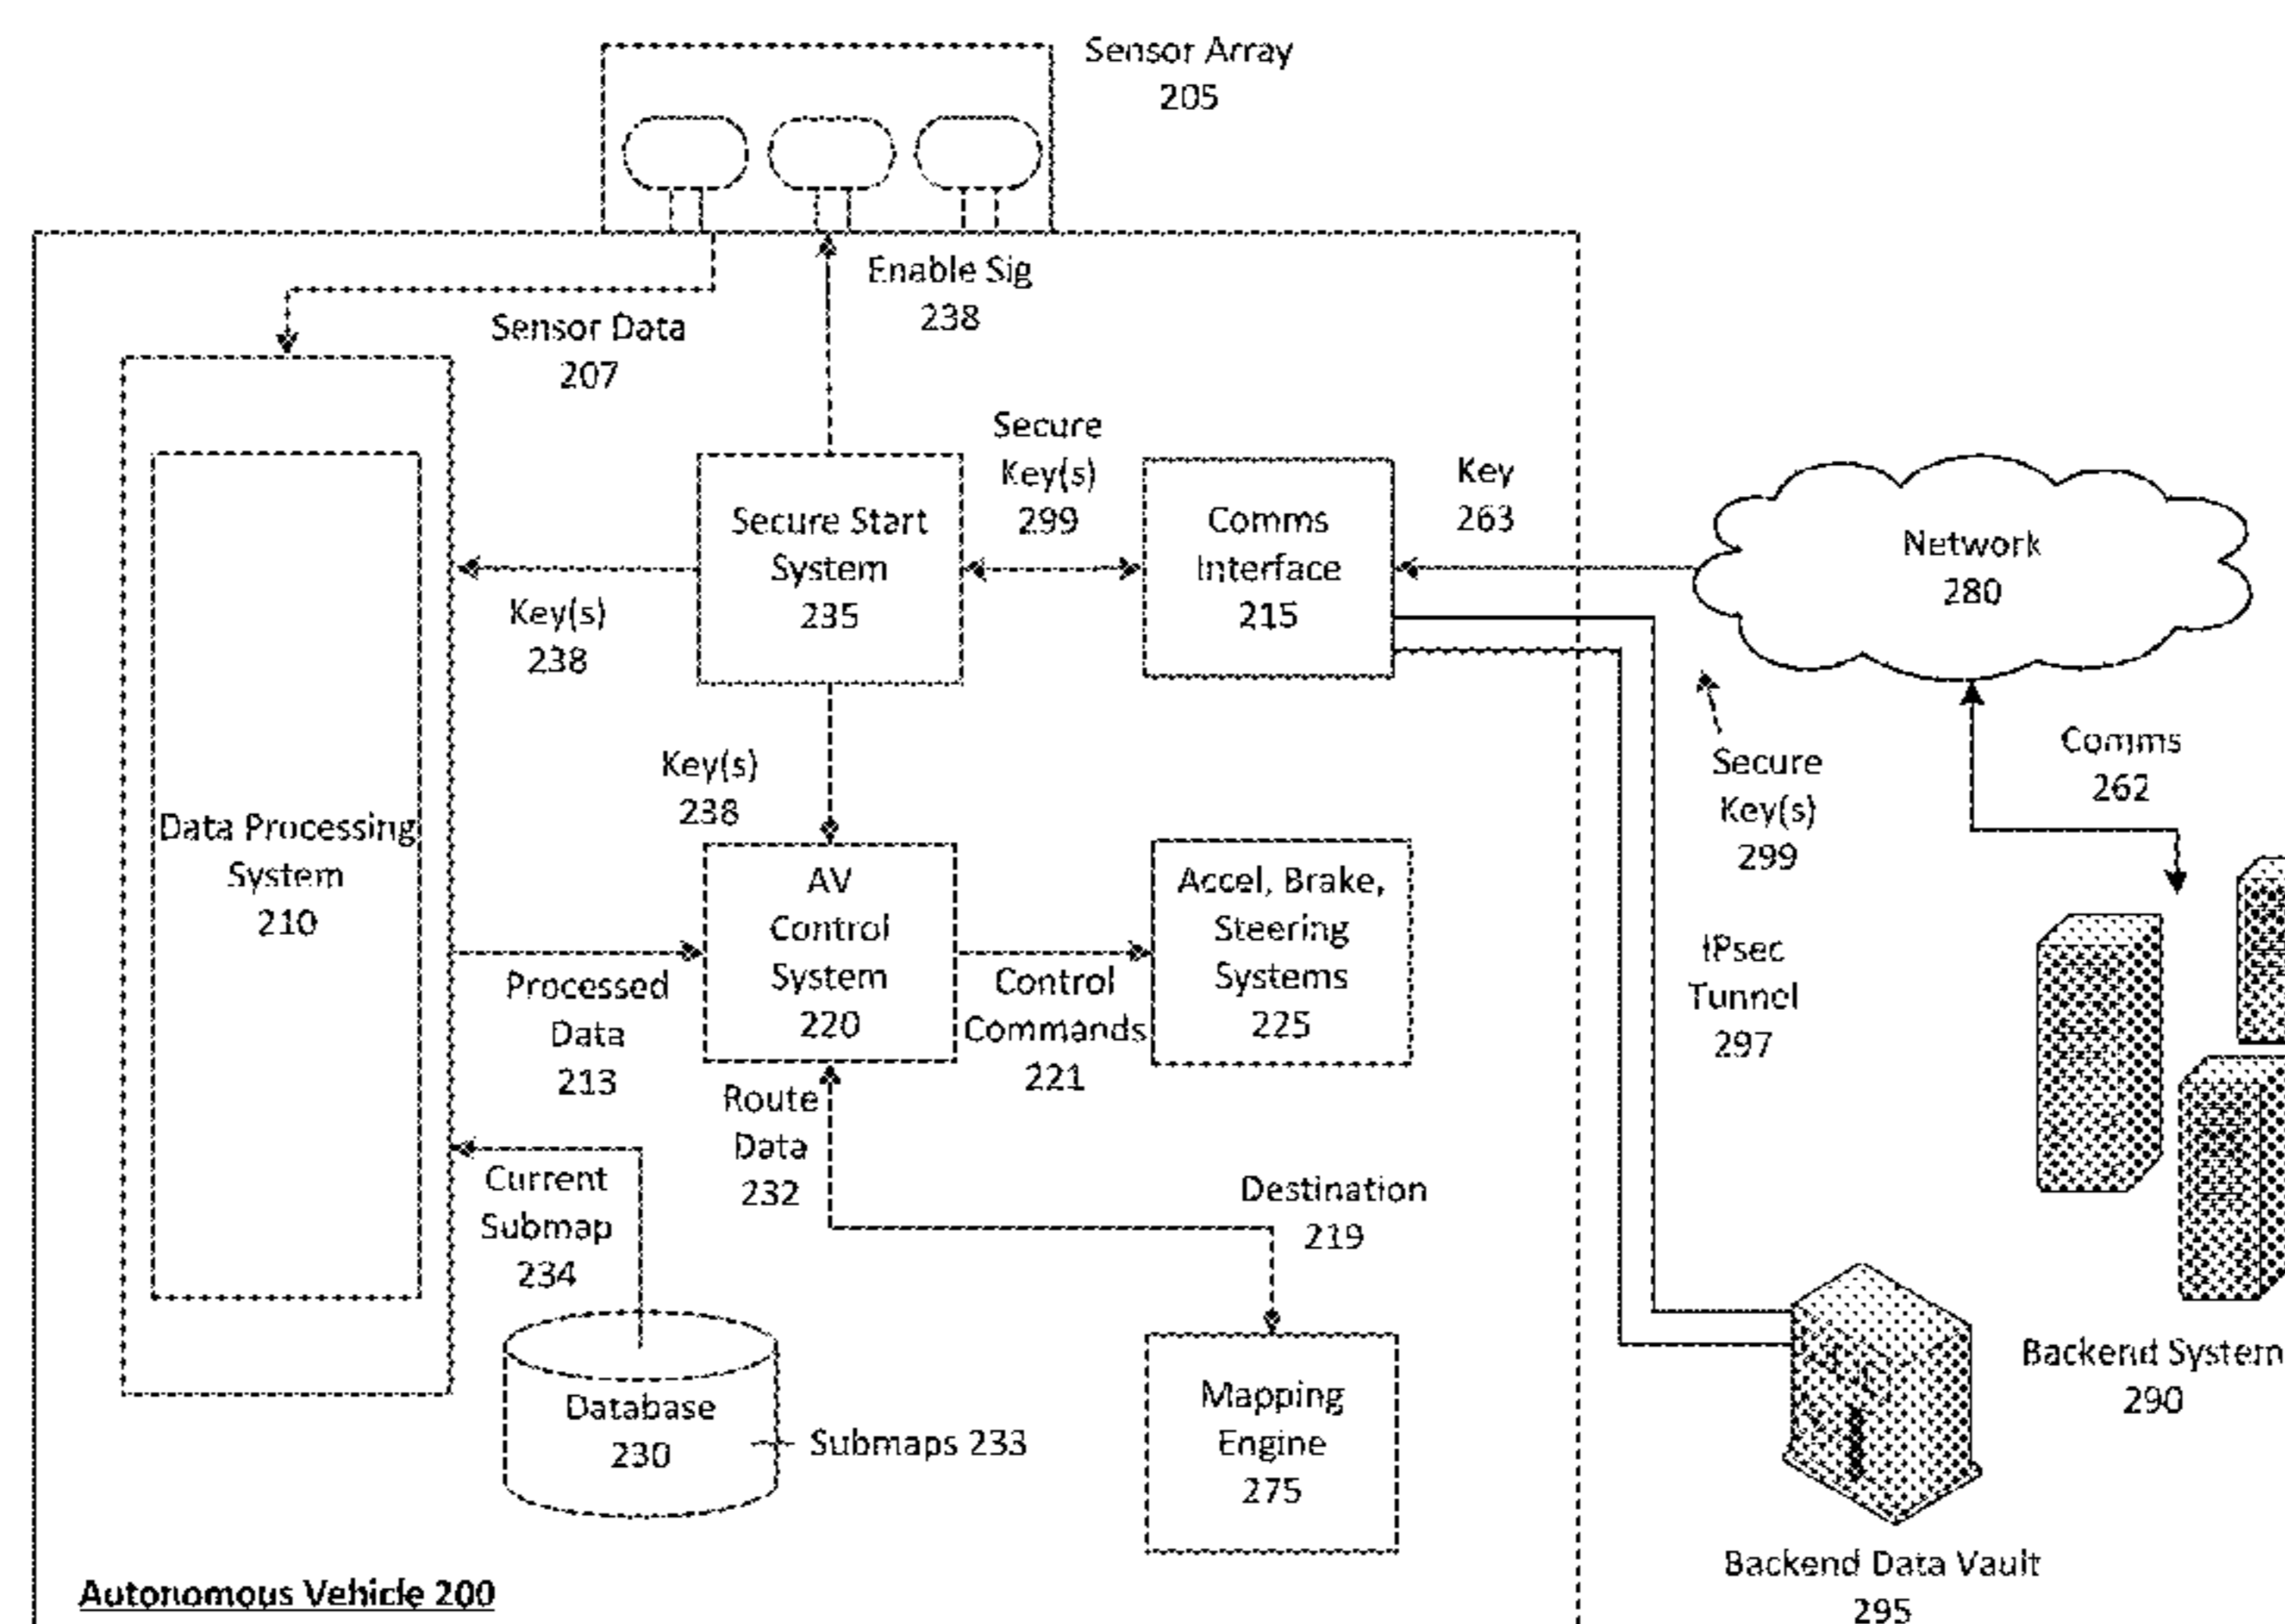 Sensor Array
205
Enable Sig
238
Sensor Data
207
Secure
Key(s)
299
Key
263
Secure Start
System
235
Comms
Interface
215
Network
280
Key(s)
238
Key(s)
238
Secure
Key(s)
299
Comms
262
Data Processing
System
210
AV
Control
System
220
Accel, Brake,
Steering
Systems
225
IPsec
Tunnel
297
Processed
Data
213
Control
Commands
221
Route
Data
232
Current
Submap
234
Destination
219
Database
230
Submaps 233
Mapping
Engine
275
Backend System
290
Backend Data Vault
295
Autonomous Vehicle 200